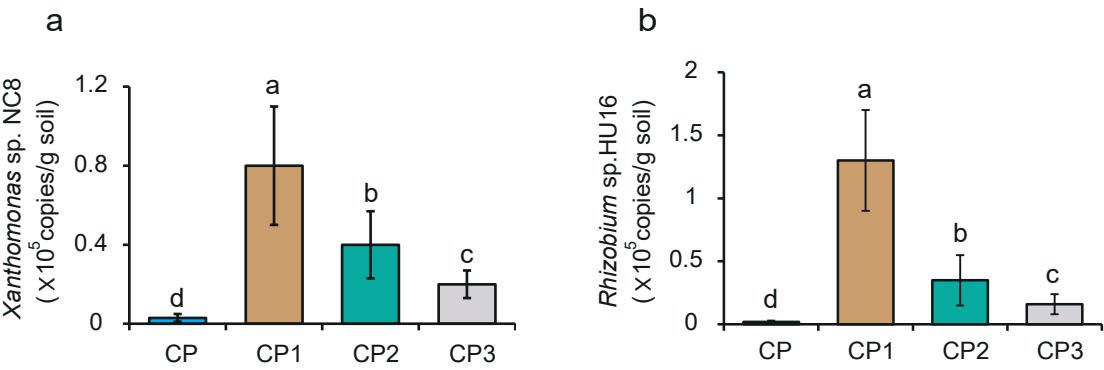 a
Xanthomonas sp. NC8
( X10⁵copies/g soil)
1.2
0.8
0.4
0
d
a
b
c
CP
CP1
CP2
CP3
b
Rhizobium sp.HU16
( X10⁵copies/g soil)
2
1.5
1
0.5
0
d
a
b
c
CP
CP1
CP2
CP3